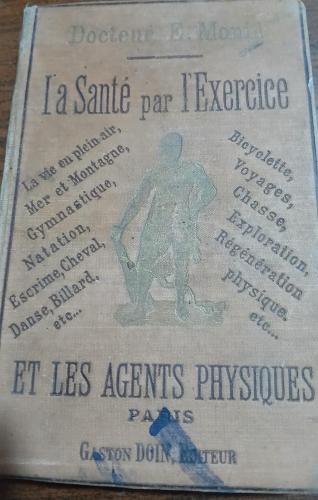 Docteur E. Monin
la Santé par l'Exercice
La vie en plein air,
Mer et Montagne,
Gymnastique,
Natation,
Escrime, Cheval,
Danse, Billard,
etc...
Bicyclette,
Voyages,
Chasse,
Exploration,
Régénération
physique.
etc...
ET LES AGENTS PHYSIQUES
PARIS
GASTON DOIN, EDITEUR